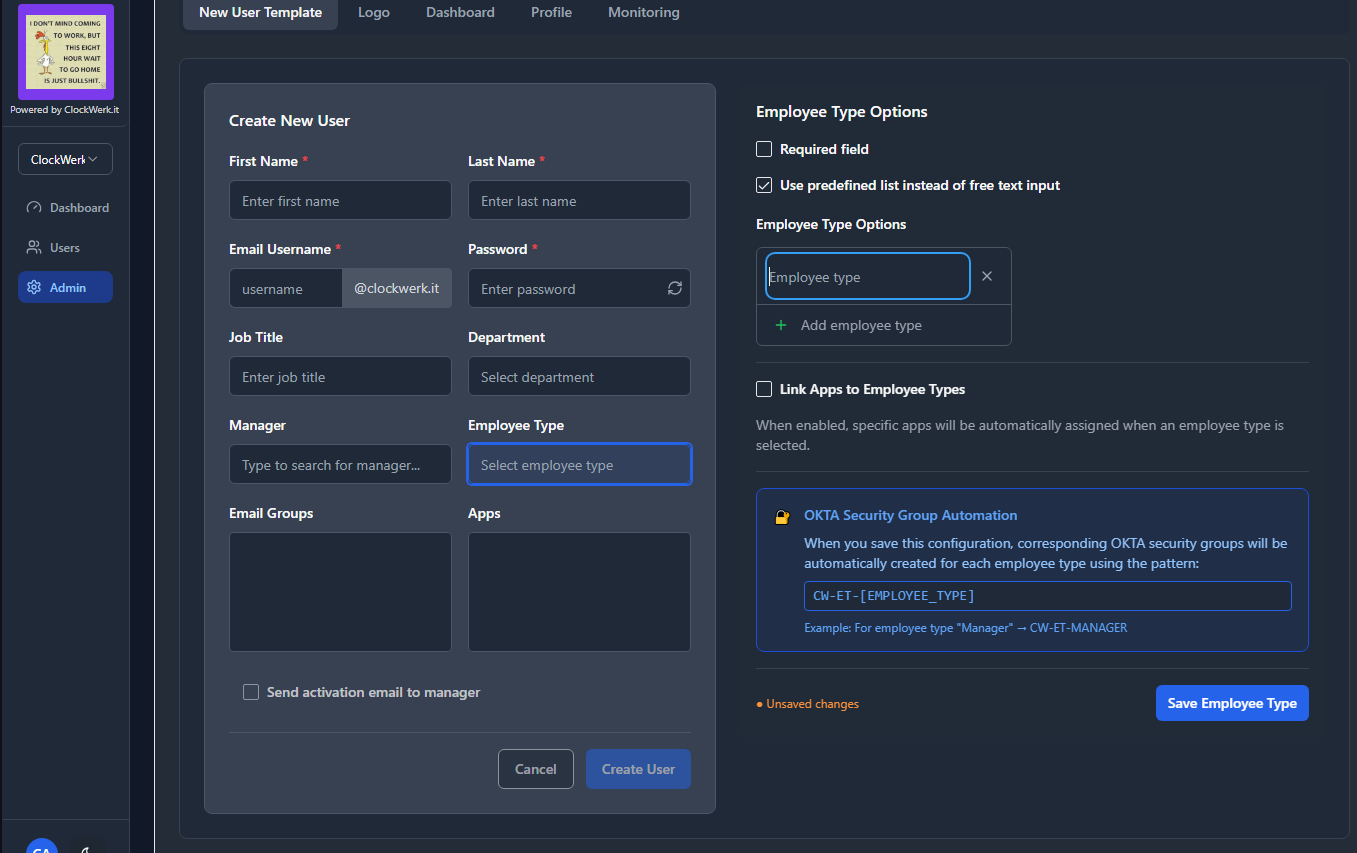 I DON'T MIND COMING
TO WORK, BUT
THIS EIGHT
HOUR WAIT
TO GO HOME
IS JUST BULLSHIT.
Powered by ClockWerk.it
ClockWerk
Dashboard
Users
Admin
New User Template
Logo
Dashboard
Profile
Monitoring
Create New User
First Name *
Last Name *
Enter first name
Enter last name
Email Username *
Password *
username
@clockwerk.it
Enter password
Job Title
Department
Enter job title
Select department
Manager
Employee Type
Type to search for manager...
Select employee type
Email Groups
Apps
Send activation email to manager
Cancel
Create User
Employee Type Options
Required field
Use predefined list instead of free text input
Employee Type Options
Employee type
+ Add employee type
Link Apps to Employee Types
When enabled, specific apps will be automatically assigned when an employee type is
selected.
OKTA Security Group Automation
When you save this configuration, corresponding OKTA security groups will be
automatically created for each employee type using the pattern:
CW-ET-[EMPLOYEE_TYPE]
Example: For employee type "Manager" → CW-ET-MANAGER
● Unsaved changes
Save Employee Type